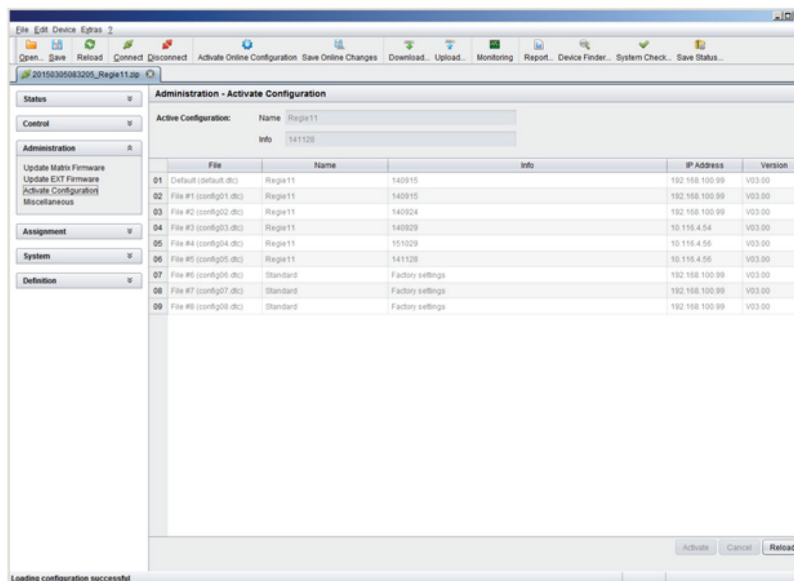 File Edit Device Extras ?
Open... Save Reload Connect Disconnect Activate Online Configuration Save Online Changes Download... Upload... Monitoring Report... Device Finder... System Check... Save Status...
20150305083205_Regie11.zip
Status
Control
Administration
Update Matrix Firmware
Update EXT Firmware
Activate Configuration
Miscellaneous
Assignment
System
Definition
Administration - Activate Configuration
Active Configuration: Name Regie11
Info 141128
File Name Info IP Address Version
01 Default (default.dtc) Regie11 140915 192.168.100.99 V03.00
02 File #1 (config01.dtc) Regie11 140915 192.168.100.99 V03.00
03 File #2 (config02.dtc) Regie11 140924 192.168.100.99 V03.00
04 File #3 (config03.dtc) Regie11 140929 10.116.4.54 V03.00
05 File #4 (config04.dtc) Regie11 151029 10.116.4.56 V03.00
06 File #5 (config05.dtc) Regie11 141128 10.116.4.56 V03.00
07 File #6 (config06.dtc) Standard Factory settings 192.168.100.99 V03.00
08 File #7 (config07.dtc) Standard Factory settings 192.168.100.99 V03.00
09 File #8 (config08.dtc) Standard Factory settings 192.168.100.99 V03.00
Activate Cancel Reload
Loading configuration successful